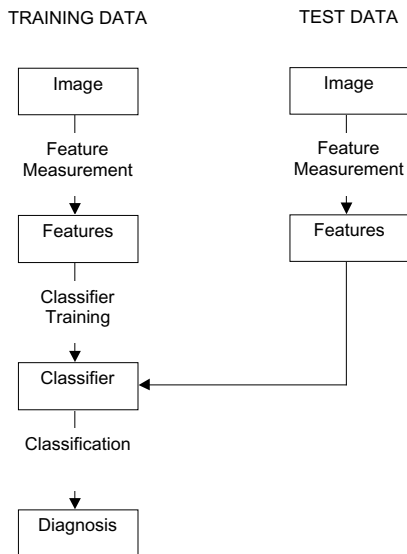 TRAINING DATA
Image
Feature
Measurement
Features
Classifier
Training
Classifier
Classification
Diagnosis
TEST DATA
Image
Feature
Measurement
Features